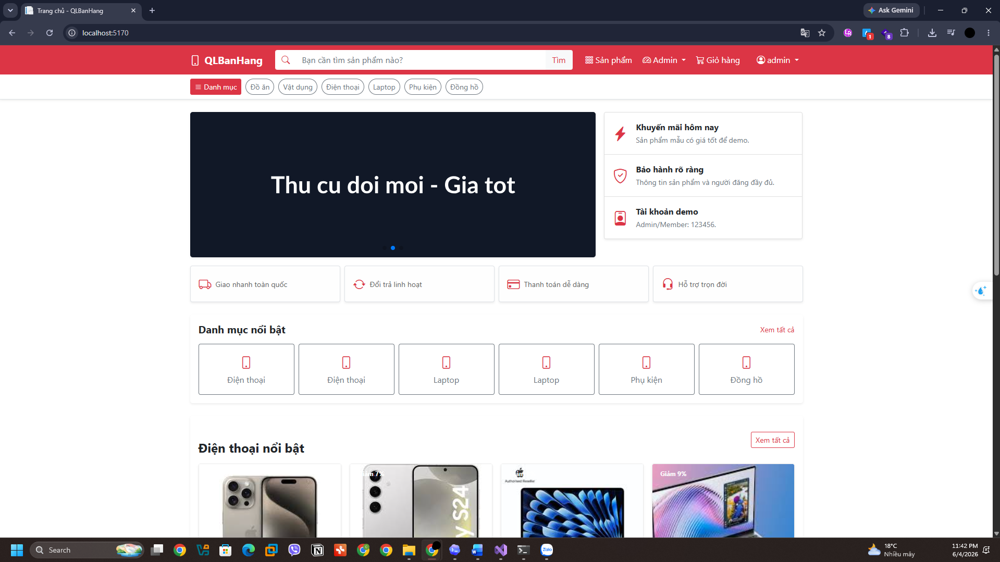 Trang chủ - QLBanHang
Ask Gemini
localhost:5170
1
8
QLBanHang
Bạn cần tìm sản phẩm nào?
Tìm
Sản phẩm
Admin
Giỏ hàng
admin
Danh mục
Đồ ăn
Vật dụng
Điện thoại
Laptop
Phụ kiện
Đồng hồ
Thu cu doi moi - Gia tot
Khuyến mãi hôm nay
Sản phẩm mẫu có giá tốt để demo.
Bảo hành rõ ràng
Thông tin sản phẩm và người đăng đầy đủ.
Tài khoản demo
Admin/Member: 123456.
Giao nhanh toàn quốc
Đổi trả linh hoạt
Thanh toán dễ dàng
Hỗ trợ trọn đời
Danh mục nổi bật
Xem tất cả
Điện thoại
Điện thoại
Laptop
Laptop
Phụ kiện
Đồng hồ
Điện thoại nổi bật
Xem tất cả
7%
S24
Authorised Reseller
Giảm 9%
Search
Zalo
18°C
Nhiều mây
11:42 PM
6/4/2026